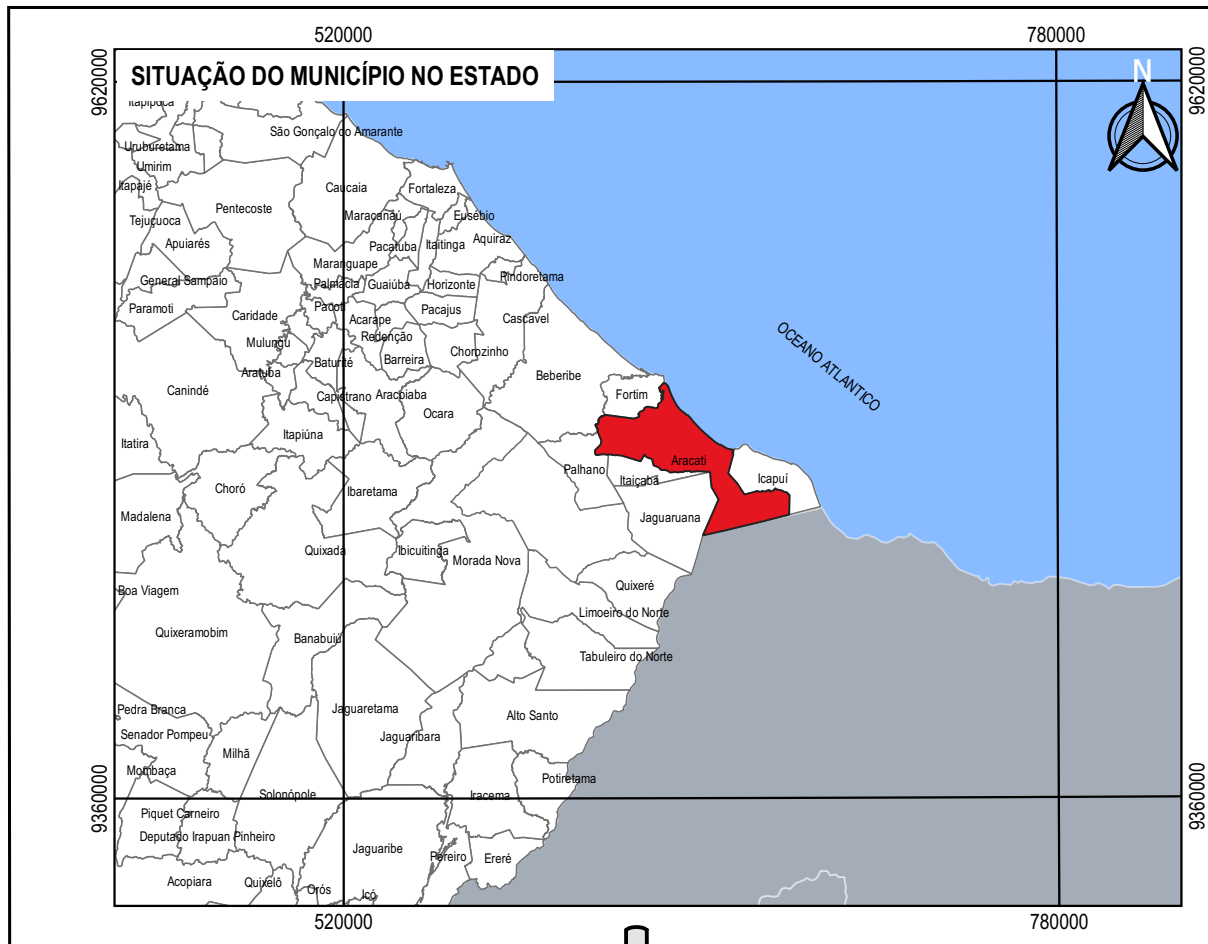 520000
780000
SITUAÇÃO DO MUNICÍPIO NO ESTADO
N
9620000
9620000
Itapipoca
São Gonçalo do Amarante
Uruburetama
Umirim
Itapajé
Caucaia
Fortaleza
Pentecoste
Tejuçuoca
Maracanaú
Eusébio
Apuiarés
Pacatuba
Itaitinga
Aquiraz
Maranguape
General Sampaio
Palmácia
Guaiúba
Horizonte
Pindoretama
Paramoti
Caridade
Pacoti
Acarape
Pacajus
Cascavel
Mulungu
Redenção
Aratuba
Baturité
Barreira
Chorozinho
OCEANO ATLANTICO
Canindé
Capistrano
Aracoiaba
Ocara
Beberibe
Fortim
Itatira
Itapiúna
Aracati
Palhano
Itaiçaba
Icapuí
Choró
Ibaretama
Madalena
Jaguaruana
Quixada
Ibicuitinga
Morada Nova
Boa Viagem
Quixeré
Limoeiro do Norte
Quixeramobim
Banabuiú
Tabuleiro do Norte
Pedra Branca
Jaguaretama
Alto Santo
Senador Pompeu
Jaguaribara
Milhã
Mombaça
Potiretama
Solonópole
Iracema
9360000
9360000
Piquet Carneiro
Deputado Irapuan Pinheiro
Jaguaribe
Pereiro
Ereré
Acopiara
Quixelô
Orós
Icó
520000
780000